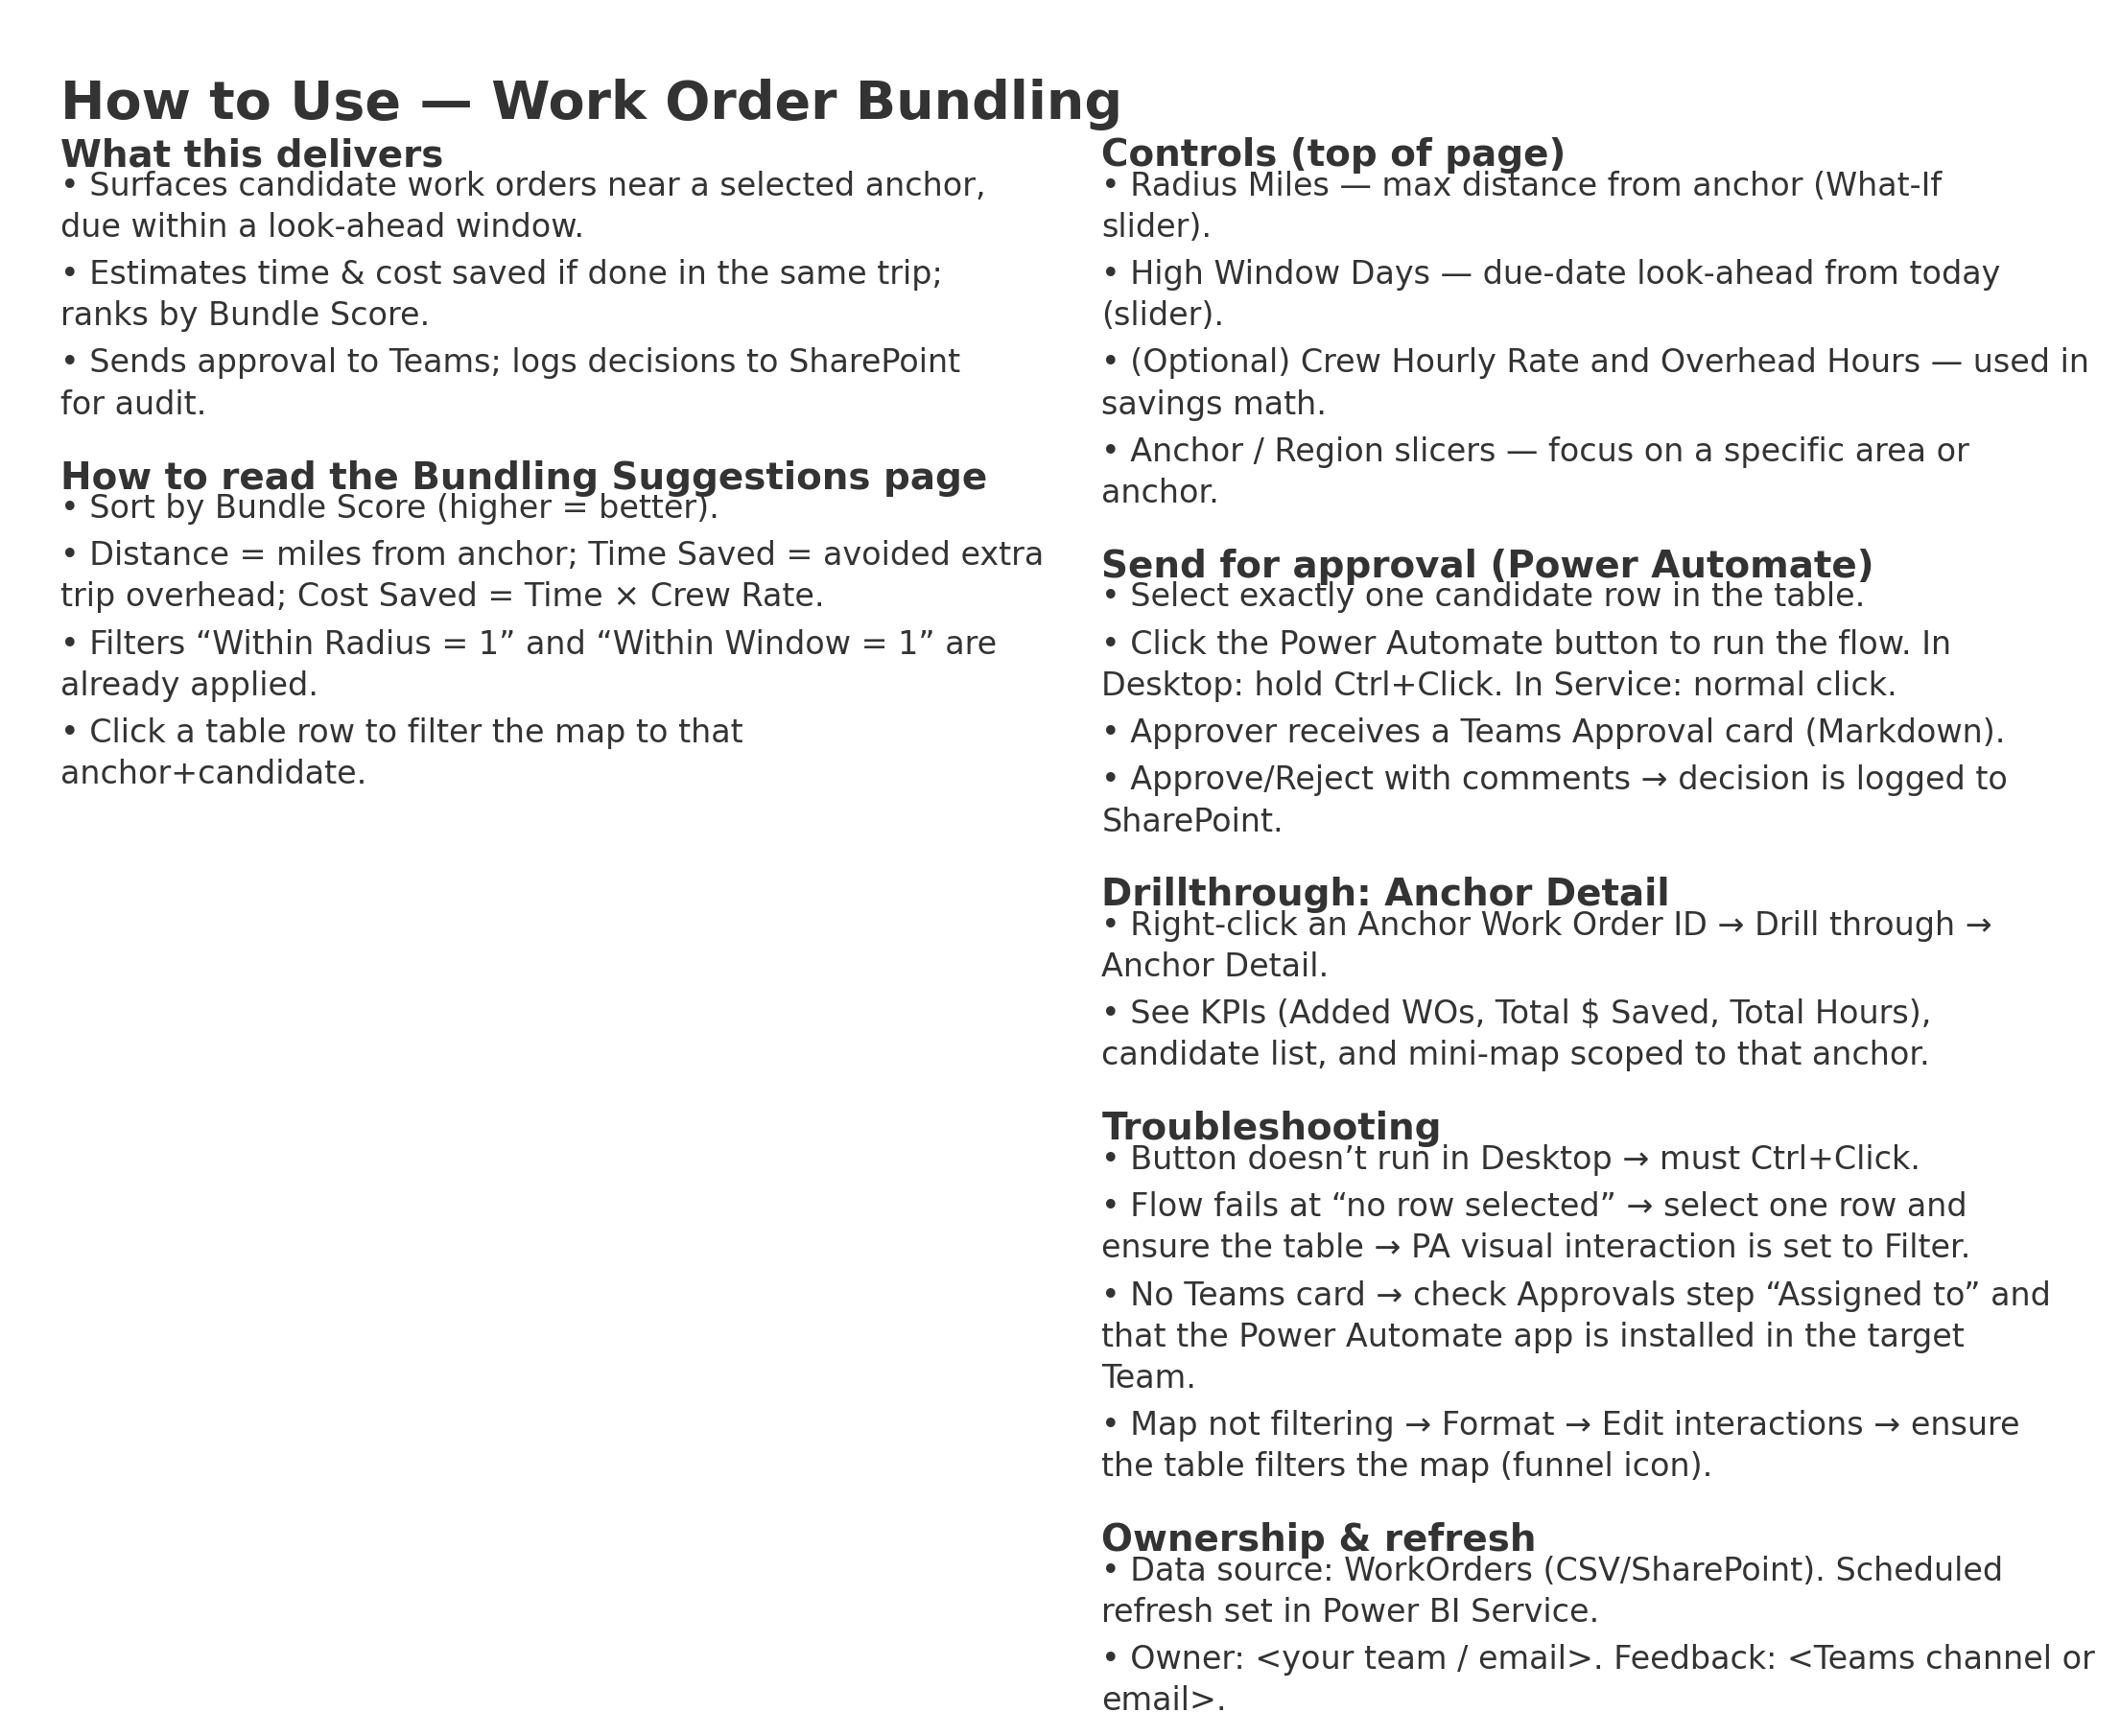 How to Use — Work Order Bundling
What this delivers
• Surfaces candidate work orders near a selected anchor,
due within a look-ahead window.
• Estimates time & cost saved if done in the same trip;
ranks by Bundle Score.
• Sends approval to Teams; logs decisions to SharePoint
for audit.
How to read the Bundling Suggestions page
• Sort by Bundle Score (higher = better).
• Distance = miles from anchor; Time Saved = avoided extra
trip overhead; Cost Saved = Time × Crew Rate.
• Filters “Within Radius = 1” and “Within Window = 1” are
already applied.
• Click a table row to filter the map to that
anchor+candidate.
Controls (top of page)
• Radius Miles — max distance from anchor (What-If
slider).
• High Window Days — due-date look-ahead from today
(slider).
• (Optional) Crew Hourly Rate and Overhead Hours — used in
savings math.
• Anchor / Region slicers — focus on a specific area or
anchor.
Send for approval (Power Automate)
• Select exactly one candidate row in the table.
• Click the Power Automate button to run the flow. In
Desktop: hold Ctrl+Click. In Service: normal click.
• Approver receives a Teams Approval card (Markdown).
• Approve/Reject with comments → decision is logged to
SharePoint.
Drillthrough: Anchor Detail
• Right-click an Anchor Work Order ID → Drill through →
Anchor Detail.
• See KPIs (Added WOs, Total $ Saved, Total Hours),
candidate list, and mini-map scoped to that anchor.
Troubleshooting
• Button doesn’t run in Desktop → must Ctrl+Click.
• Flow fails at “no row selected” → select one row and
ensure the table → PA visual interaction is set to Filter.
• No Teams card → check Approvals step “Assigned to” and
that the Power Automate app is installed in the target
Team.
• Map not filtering → Format → Edit interactions → ensure
the table filters the map (funnel icon).
Ownership & refresh
• Data source: WorkOrders (CSV/SharePoint). Scheduled
refresh set in Power BI Service.
• Owner: <your team / email>. Feedback: <Teams channel or
email>.